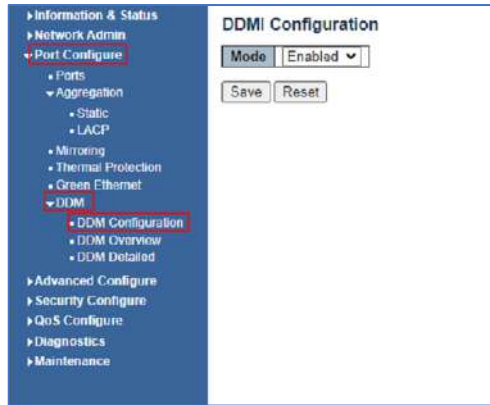 Information & Status
Network Admin
Port Configure
Ports
Aggregation
Static
LACP
Mirroring
Thermal Protection
Green Ethernet
DDM
DDM Configuration
DDM Overview
DDM Detailed
Advanced Configure
Security Configure
QoS Configure
Diagnostics
Maintenance
DDMI Configuration
Mode Enabled
Save Reset